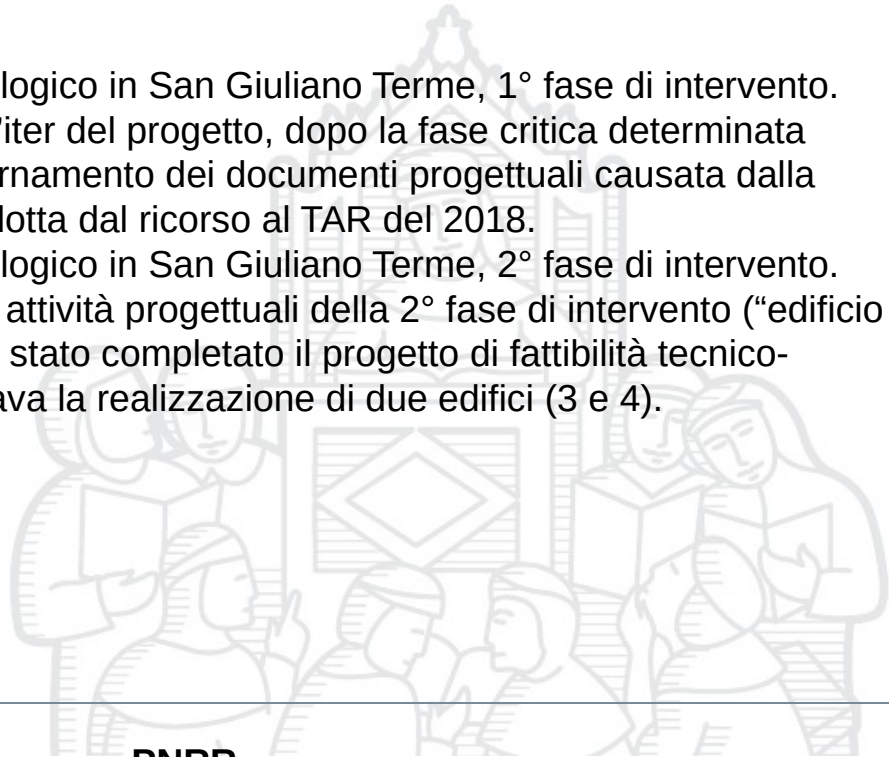 logico in San Giuliano Terme, 1° fase di intervento.
’iter del progetto, dopo la fase critica determinata
rnamento dei documenti progettuali causata dalla
lotta dal ricorso al TAR del 2018.
logico in San Giuliano Terme, 2° fase di intervento.
attività progettuali della 2° fase di intervento (“edificio
stato completato il progetto di fattibilità tecnico-
ava la realizzazione di due edifici (3 e 4).
PNRR